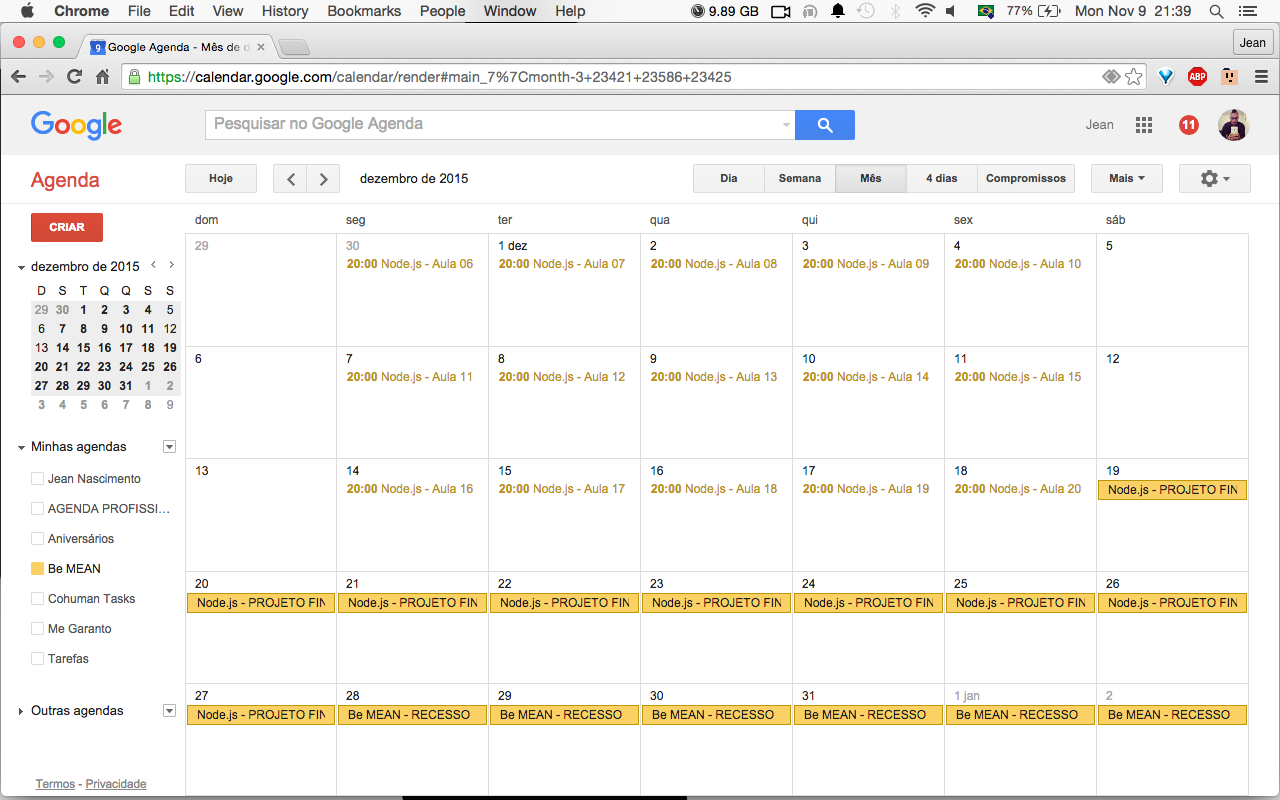 Chrome File Edit View History Bookmarks People Window Help 9.89 GB 77% Mon Nov 9 21:39
9 Google Agenda - Mês de d Jean
https://calendar.google.com/calendar/render#main_7%7Cmonth-3+23421+23586+23425 ABP
Google Pesquisar no Google Agenda Jean 11
Agenda Hoje dezembro de 2015 Dia Semana Mês 4 dias Compromissos Mais
CRIAR
dezembro de 2015
D S T Q Q S S
29 30 1 2 3 4 5
6 7 8 9 10 11 12
13 14 15 16 17 18 19
20 21 22 23 24 25 26
27 28 29 30 31 1 2
3 4 5 6 7 8 9
Minhas agendas
Jean Nascimento
AGENDA PROFISSI...
Aniversários
Be MEAN
Cohuman Tasks
Me Garanto
Tarefas
Outras agendas
Termos - Privacidade
dom seg ter qua qui sex sáb
29 30 1 dez 2 3 4 5
20:00 Node.js - Aula 06 20:00 Node.js - Aula 07 20:00 Node.js - Aula 08 20:00 Node.js - Aula 09 20:00 Node.js - Aula 10
6 7 8 9 10 11 12
20:00 Node.js - Aula 11 20:00 Node.js - Aula 12 20:00 Node.js - Aula 13 20:00 Node.js - Aula 14 20:00 Node.js - Aula 15
13 14 15 16 17 18 19
20:00 Node.js - Aula 16 20:00 Node.js - Aula 17 20:00 Node.js - Aula 18 20:00 Node.js - Aula 19 20:00 Node.js - Aula 20 Node.js - PROJETO FIN
20 21 22 23 24 25 26
Node.js - PROJETO FIN Node.js - PROJETO FIN Node.js - PROJETO FIN Node.js - PROJETO FIN Node.js - PROJETO FIN Node.js - PROJETO FIN Node.js - PROJETO FIN
27 28 29 30 31 1 jan 2
Node.js - PROJETO FIN Be MEAN - RECESSO Be MEAN - RECESSO Be MEAN - RECESSO Be MEAN - RECESSO Be MEAN - RECESSO Be MEAN - RECESSO